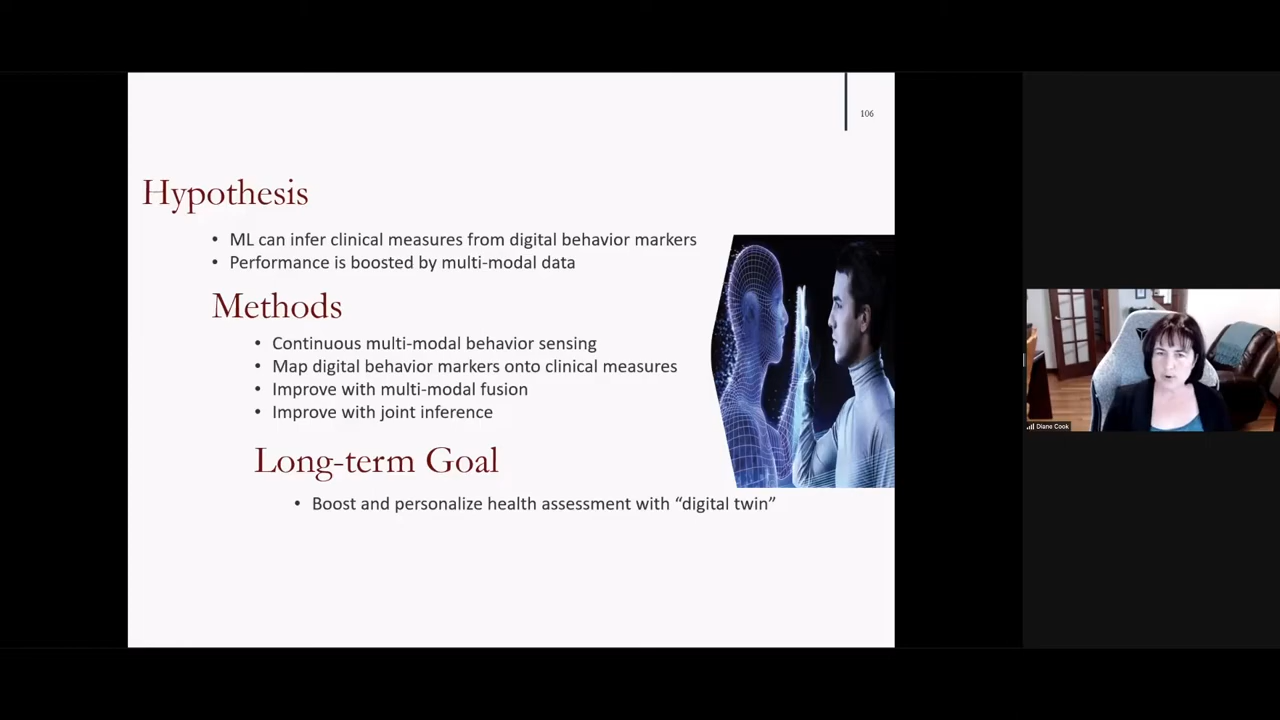 106
Hypothesis
• ML can infer clinical measures from digital behavior markers
• Performance is boosted by multi-modal data
Methods
• Continuous multi-modal behavior sensing
• Map digital behavior markers onto clinical measures
• Improve with multi-modal fusion
• Improve with joint inference
Long-term Goal
• Boost and personalize health assessment with “digital twin”
Diane Cook